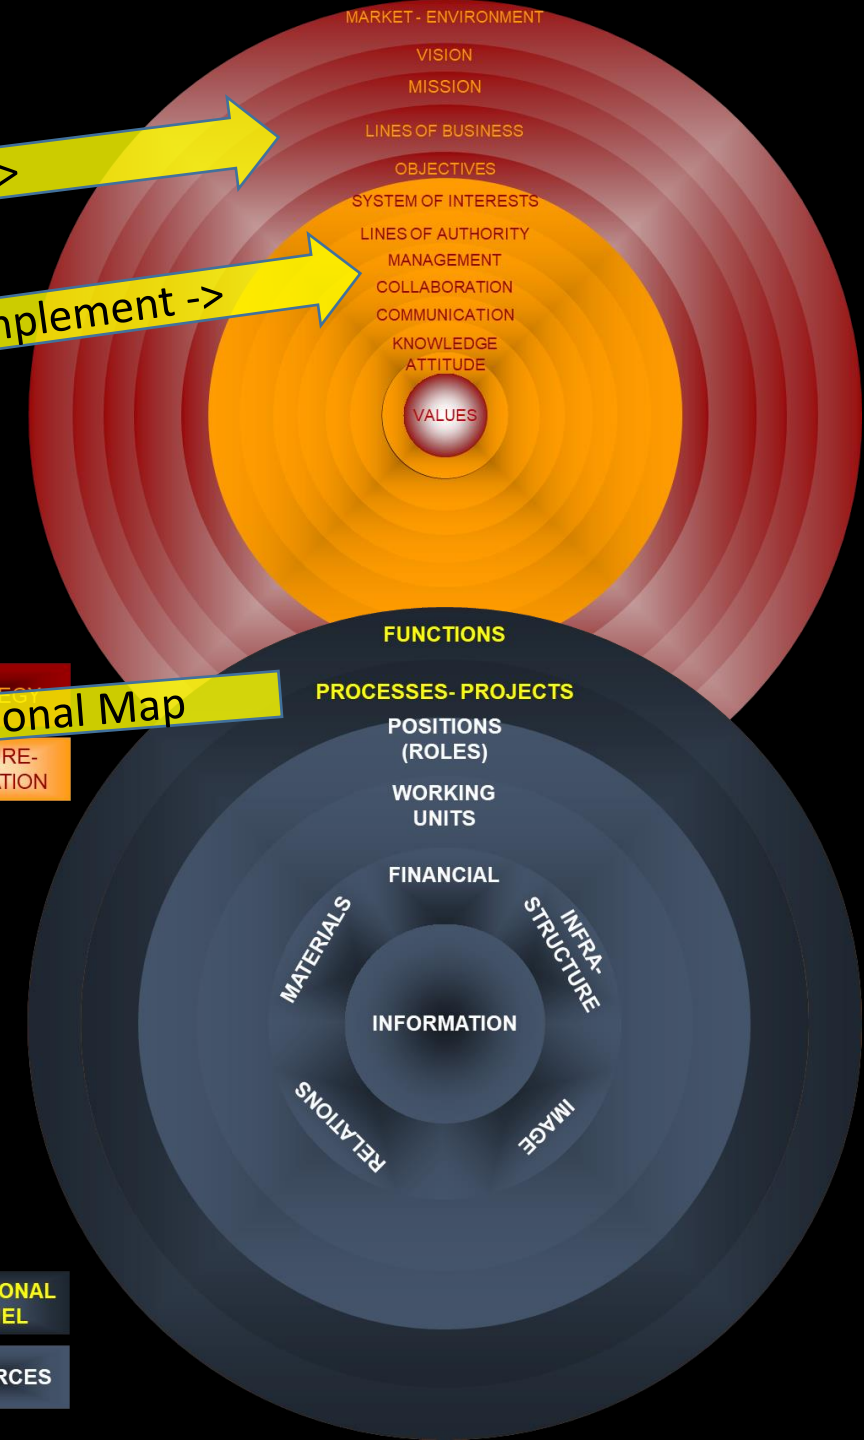 MARKET - ENVIRONMENT
VISION
MISSION
LINES OF BUSINESS
->
OBJECTIVES
SYSTEM OF INTERESTS
LINES OF AUTHORITY
MANAGEMENT
COLLABORATION
mplement ->
COMMUNICATION
KNOWLEDGE
ATTITUDE
VALUES
FUNCTIONS
EGY
PROCESSES- PROJECTS
onal Map
POSITIONS
(ROLES)
RE-
TION
WORKING
UNITS
FINANCIAL
MATERIALS
INFRA-
STRUCTURE
INFORMATION
RELATIONS
IMAGE
ONAL
EL
RCES